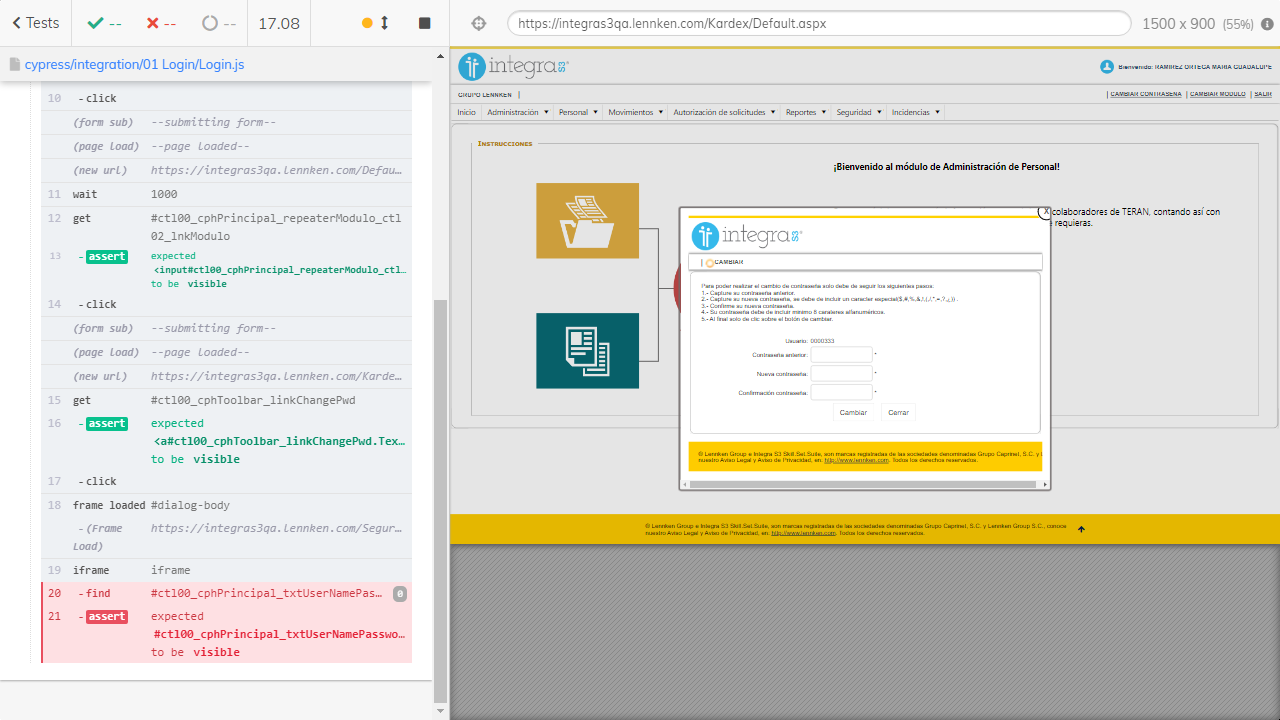 Tests
--
--
--
17.08
https://integras3qa.lennken.com/Kardex/Default.aspx
1500 x 900 (55%)
cypress/integration/01 Login/Login.js
10 - click
(form sub) --submitting form--
(page load) --page loaded--
(new url) https://integras3qa.lennken.com/Defau...
11 wait 1000
12 get #ctl00_cphPrincipal_repeaterModulo_ctl
02_lnkModulo
13 - assert expected
<input#ctl00_cphPrincipal_repeaterModulo_ctl...
to be visible
14 - click
(form sub) --submitting form--
(page load) --page loaded--
(new url) https://integras3qa.lennken.com/Karde...
15 get #ctl00_cphToolbar_linkChangePwd
16 - assert expected
<a#ctl00_cphToolbar_linkChangePwd.Tex...
to be visible
17 - click
18 frame loaded #dialog-body
- (Frame https://integras3qa.lennken.com/Segur...
Load)
19 iframe iframe
20 - find #ctl00_cphPrincipal_txtUserNamePas... 0
21 - assert expected
#ctl00_cphPrincipal_txtUserNamePasswo...
to be visible
integra S3®
Bienvenido: RAMIREZ ORTEGA MARIA GUADALUPE
GRUPO LENNKEN |
| CAMBIAR CONTRASEÑA | CAMBIAR MODULO | SALIR
Inicio Administración Personal Movimientos Autorización de solicitudes Reportes Seguridad Incidencias
INSTRUCCIONES
¡Bienvenido al módulo de Administración de Personal!
colaboradores de TERAN, contando así con
requieras.
X
integra S3®
| CAMBIAR
Para poder realizar el cambio de contraseña solo debe de seguir los siguientes pasos:
1.- Capture su contraseña anterior.
2.- Capture su nueva contraseña, se debe de incluir un caracter especial($,#,%,&,!,(,/,*,+,?,¿,)) .
3.- Confirme su nueva contraseña.
4.- Su contraseña debe de incluir mínimo 8 carateres alfanuméricos.
5.- Al final solo de clic sobre el botón de cambiar.
Usuario: 0000333
Contraseña anterior: *
Nueva contraseña: *
Confirmación contraseña: *
Cambiar Cerrar
® Lennken Group e Integra S3 Skill.Set.Suite, son marcas registradas de las sociedades denominadas Grupo Caprinel, S.C. y
nuestro Aviso Legal y Aviso de Privacidad, en: http://www.lennken.com. Todos los derechos reservados.
® Lennken Group e Integra S3 Skill.Set.Suite, son marcas registradas de las sociedades denominadas Grupo Caprinel, S.C. y Lennken Group S.C., conoce
nuestro Aviso Legal y Aviso de Privacidad, en: http://www.lennken.com. Todos los derechos reservados.